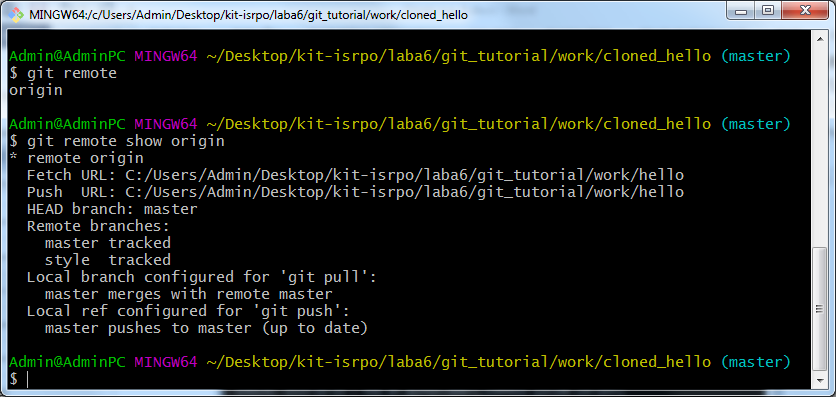 MINGW64:/c/Users/Admin/Desktop/kit-isrpo/laba6/git_tutorial/work/cloned_hello
Admin@AdminPC MINGW64 ~/Desktop/kit-isrpo/laba6/git_tutorial/work/cloned_hello (master)
$ git remote
origin
Admin@AdminPC MINGW64 ~/Desktop/kit-isrpo/laba6/git_tutorial/work/cloned_hello (master)
$ git remote show origin
* remote origin
  Fetch URL: C:/Users/Admin/Desktop/kit-isrpo/laba6/git_tutorial/work/hello
  Push  URL: C:/Users/Admin/Desktop/kit-isrpo/laba6/git_tutorial/work/hello
  HEAD branch: master
  Remote branches:
    master tracked
    style  tracked
  Local branch configured for 'git pull':
    master merges with remote master
  Local ref configured for 'git push':
    master pushes to master (up to date)
Admin@AdminPC MINGW64 ~/Desktop/kit-isrpo/laba6/git_tutorial/work/cloned_hello (master)
$